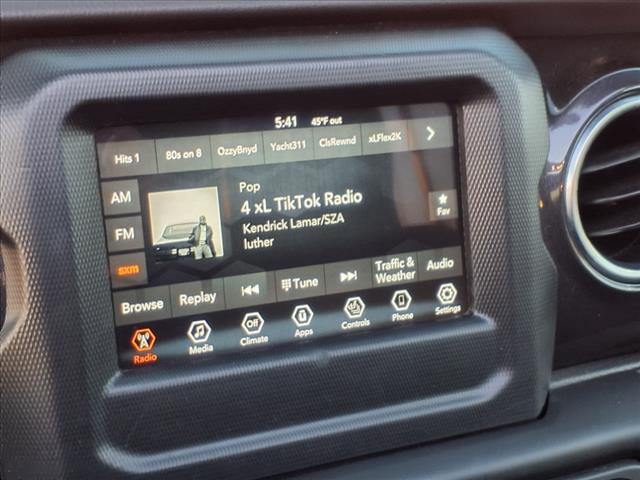 5:41 45°F out
Hits 1 80s on 8 OzzyBnyd Yacht311 ClsRewnd xLFlex2K
AM
FM
sxm
Pop
4 xL TikTok Radio
Kendrick Lamar/SZA
luther
Fav
Browse Replay Tune Traffic & Weather Audio
Radio Media Off Climate Apps Controls Phone Settings